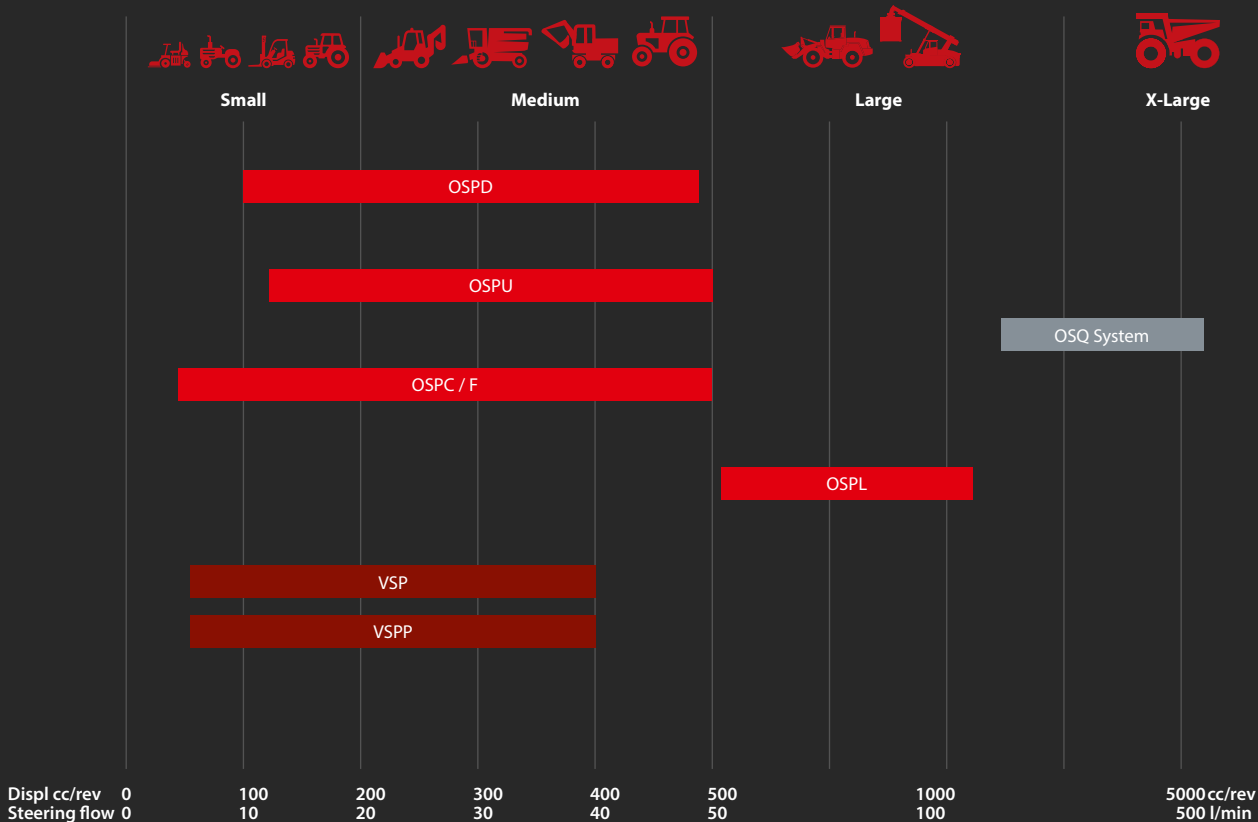 Small Medium Large X-Large
OSPD
OSPU
OSQ System
OSPC / F
OSPL
VSP
VSPP
Displ cc/rev 0 100 200 300 400 500 1000 5000 cc/rev
Steering flow 0 10 20 30 40 50 100 500 l/min